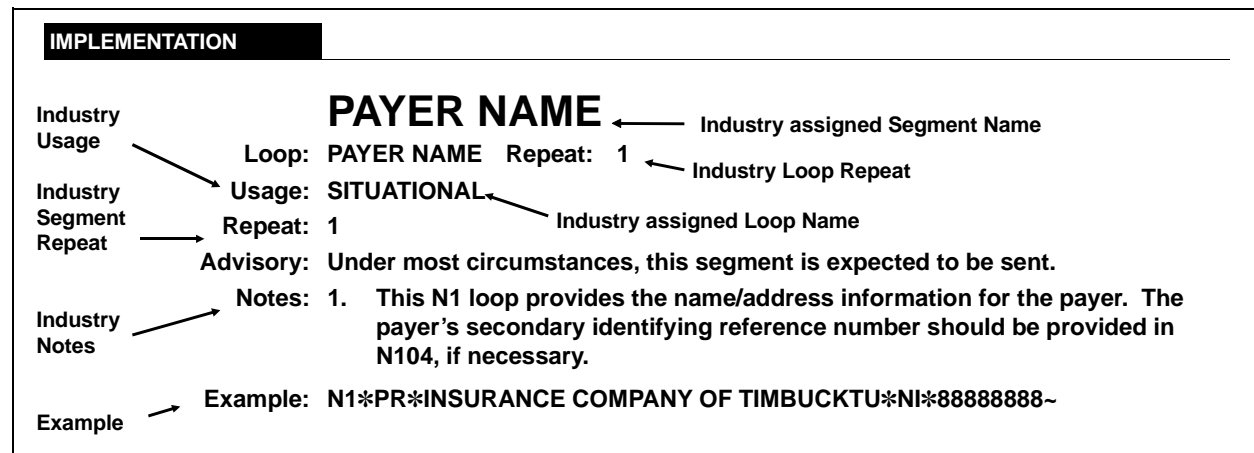 IMPLEMENTATION
PAYER NAME
Industry assigned Segment Name
Industry
Usage
Loop: PAYER NAME Repeat: 1
Industry Loop Repeat
Usage: SITUATIONAL
Industry assigned Loop Name
Industry
Segment
Repeat
Repeat: 1
Advisory: Under most circumstances, this segment is expected to be sent.
Notes: 1. This N1 loop provides the name/address information for the payer. The
payer’s secondary identifying reference number should be provided in
N104, if necessary.
Industry
Notes
Example: N1✽PR✽INSURANCE COMPANY OF TIMBUCKTU✽NI✽88888888~
Example